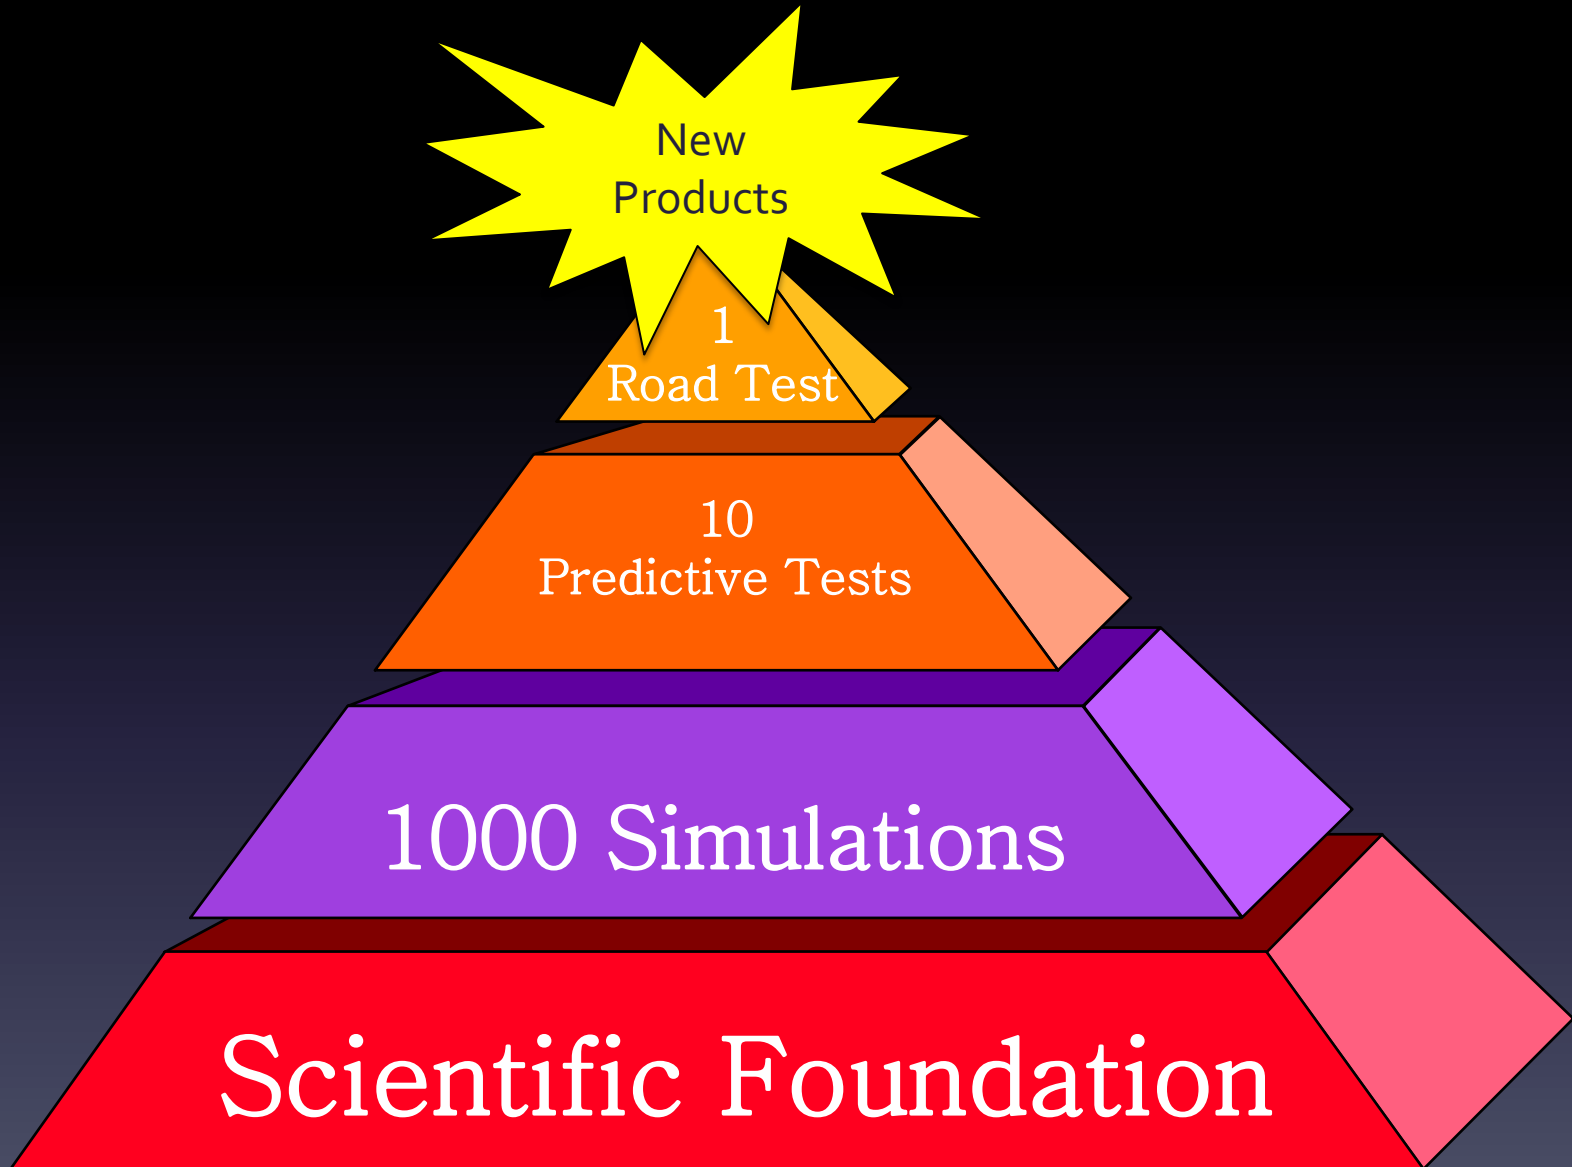 New
Products
1
Road Test
10
Predictive Tests
1000 Simulations
Scientific Foundation